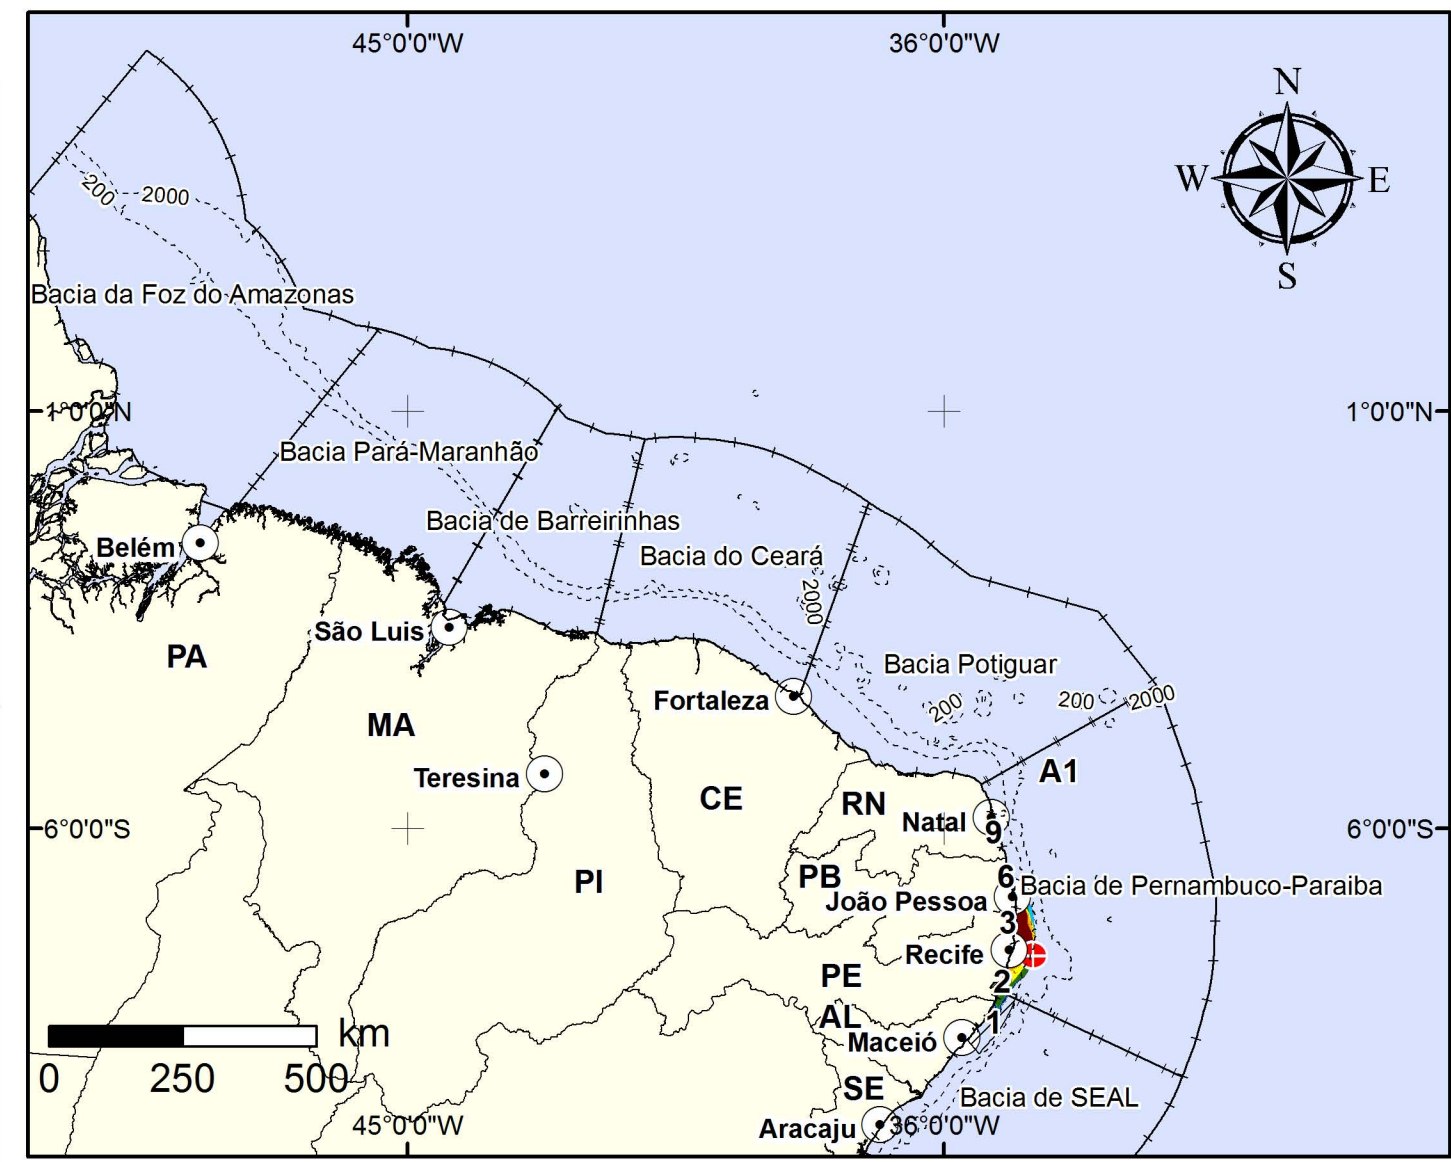 45°0'0"W
36°0'0"W
N
W
E
S
200
2000
Bacia da Foz do Amazonas
1°0'0"N
1°0'0"N
Bacia Pará-Maranhão
Bacia de Barreirinhas
Belém
Bacia do Ceará
2000
São Luis
PA
Bacia Potiguar
Fortaleza
200
200
2000
MA
Teresina
A1
CE
RN
Natal
9
6°0'0"S
6°0'0"S
PI
PB
6
Bacia de Pernambuco-Paraiba
João Pessoa
3
Recife
PE
2
AL
1
Maceió
km
0
250
500
SE
Bacia de SEAL
45°0'0"W
Aracaju
36°0'0"W